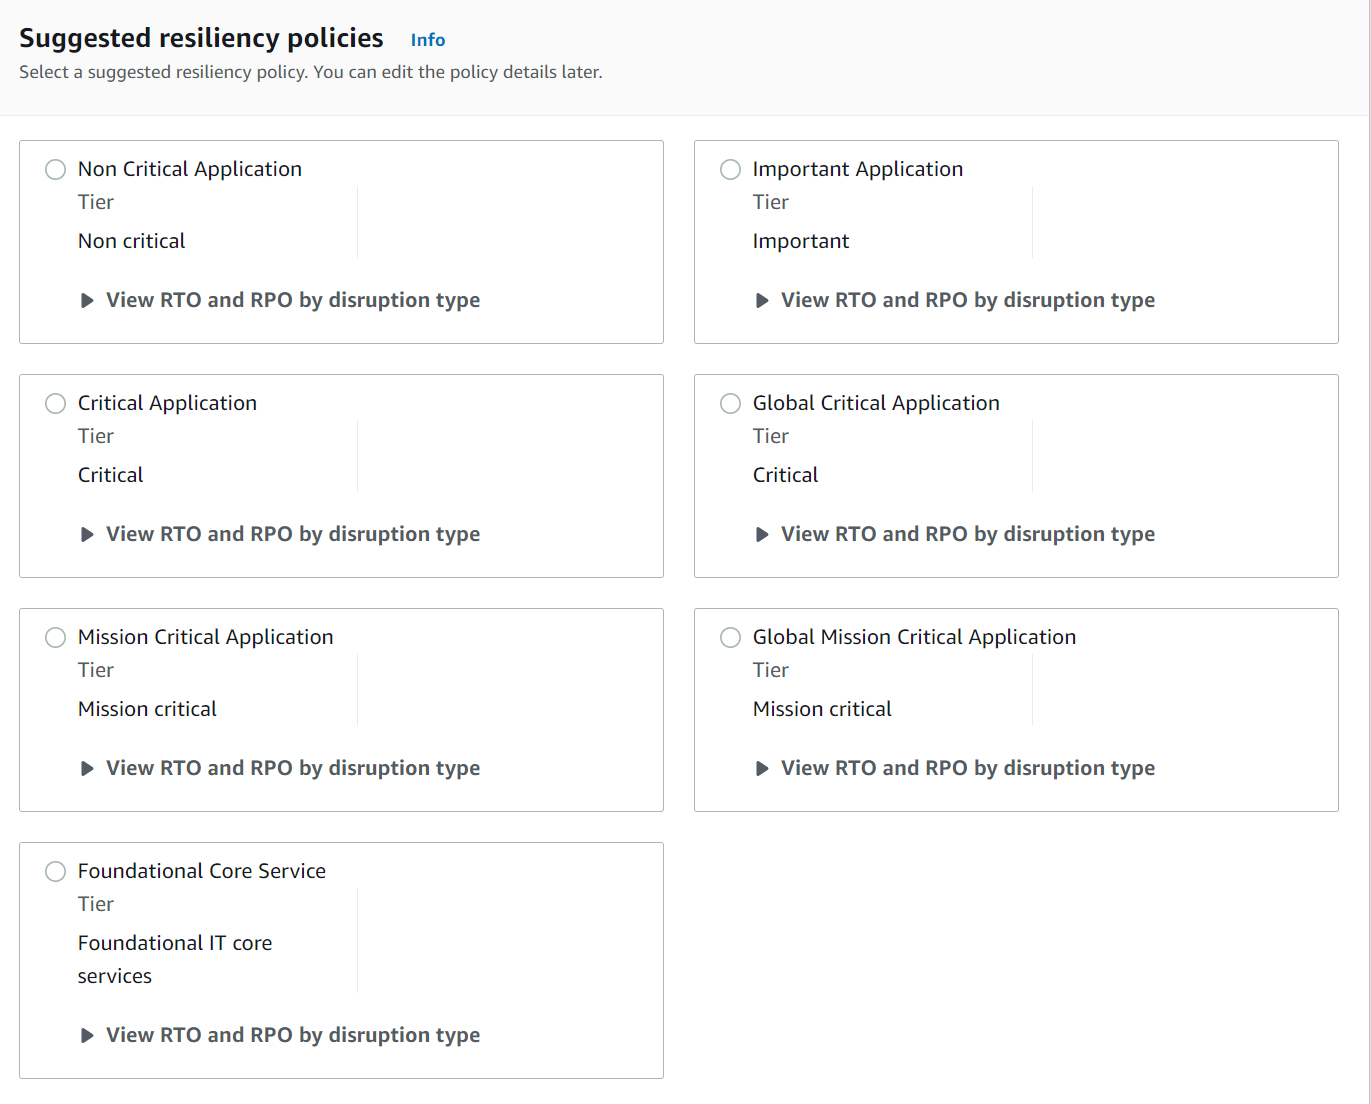 Suggested resiliency policies Info
Select a suggested resiliency policy. You can edit the policy details later.
Non Critical Application
Tier
Non critical
View RTO and RPO by disruption type
Important Application
Tier
Important
View RTO and RPO by disruption type
Critical Application
Tier
Critical
View RTO and RPO by disruption type
Global Critical Application
Tier
Critical
View RTO and RPO by disruption type
Mission Critical Application
Tier
Mission critical
View RTO and RPO by disruption type
Global Mission Critical Application
Tier
Mission critical
View RTO and RPO by disruption type
Foundational Core Service
Tier
Foundational IT core
services
View RTO and RPO by disruption type